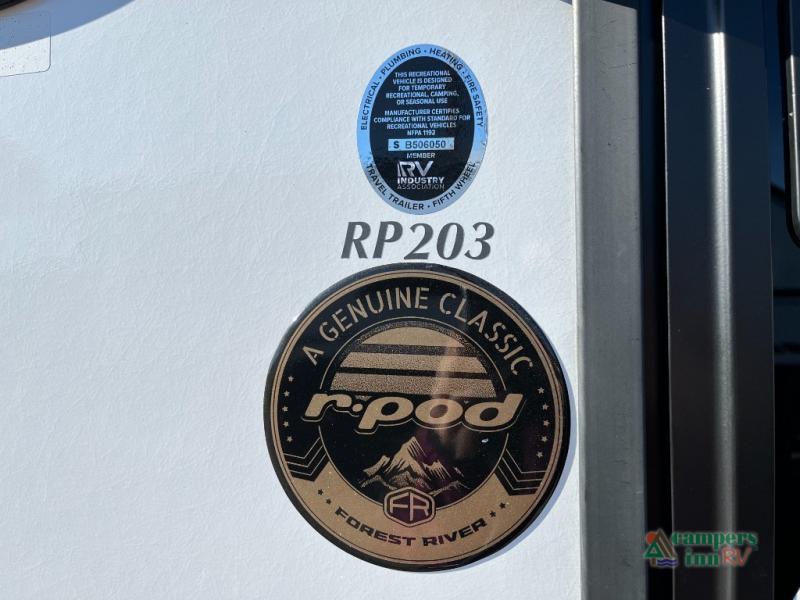 ELECTRICAL • PLUMBING • HEATING • FIRE SAFETY
THIS RECREATIONAL
VEHICLE IS DESIGNED
FOR TEMPORARY
RECREATIONAL, CAMPING,
OR SEASONAL USE
MANUFACTURER CERTIFIES
COMPLIANCE WITH STANDARD FOR
RECREATIONAL VEHICLES
NFPA 1192
S B506050
MEMBER
RV
INDUSTRY
ASSOCIATION
TRAVEL TRAILER • FIFTH WHEEL
RP203
A GENUINE CLASSIC
r•pod
FR
FOREST RIVER
campers
inn RV